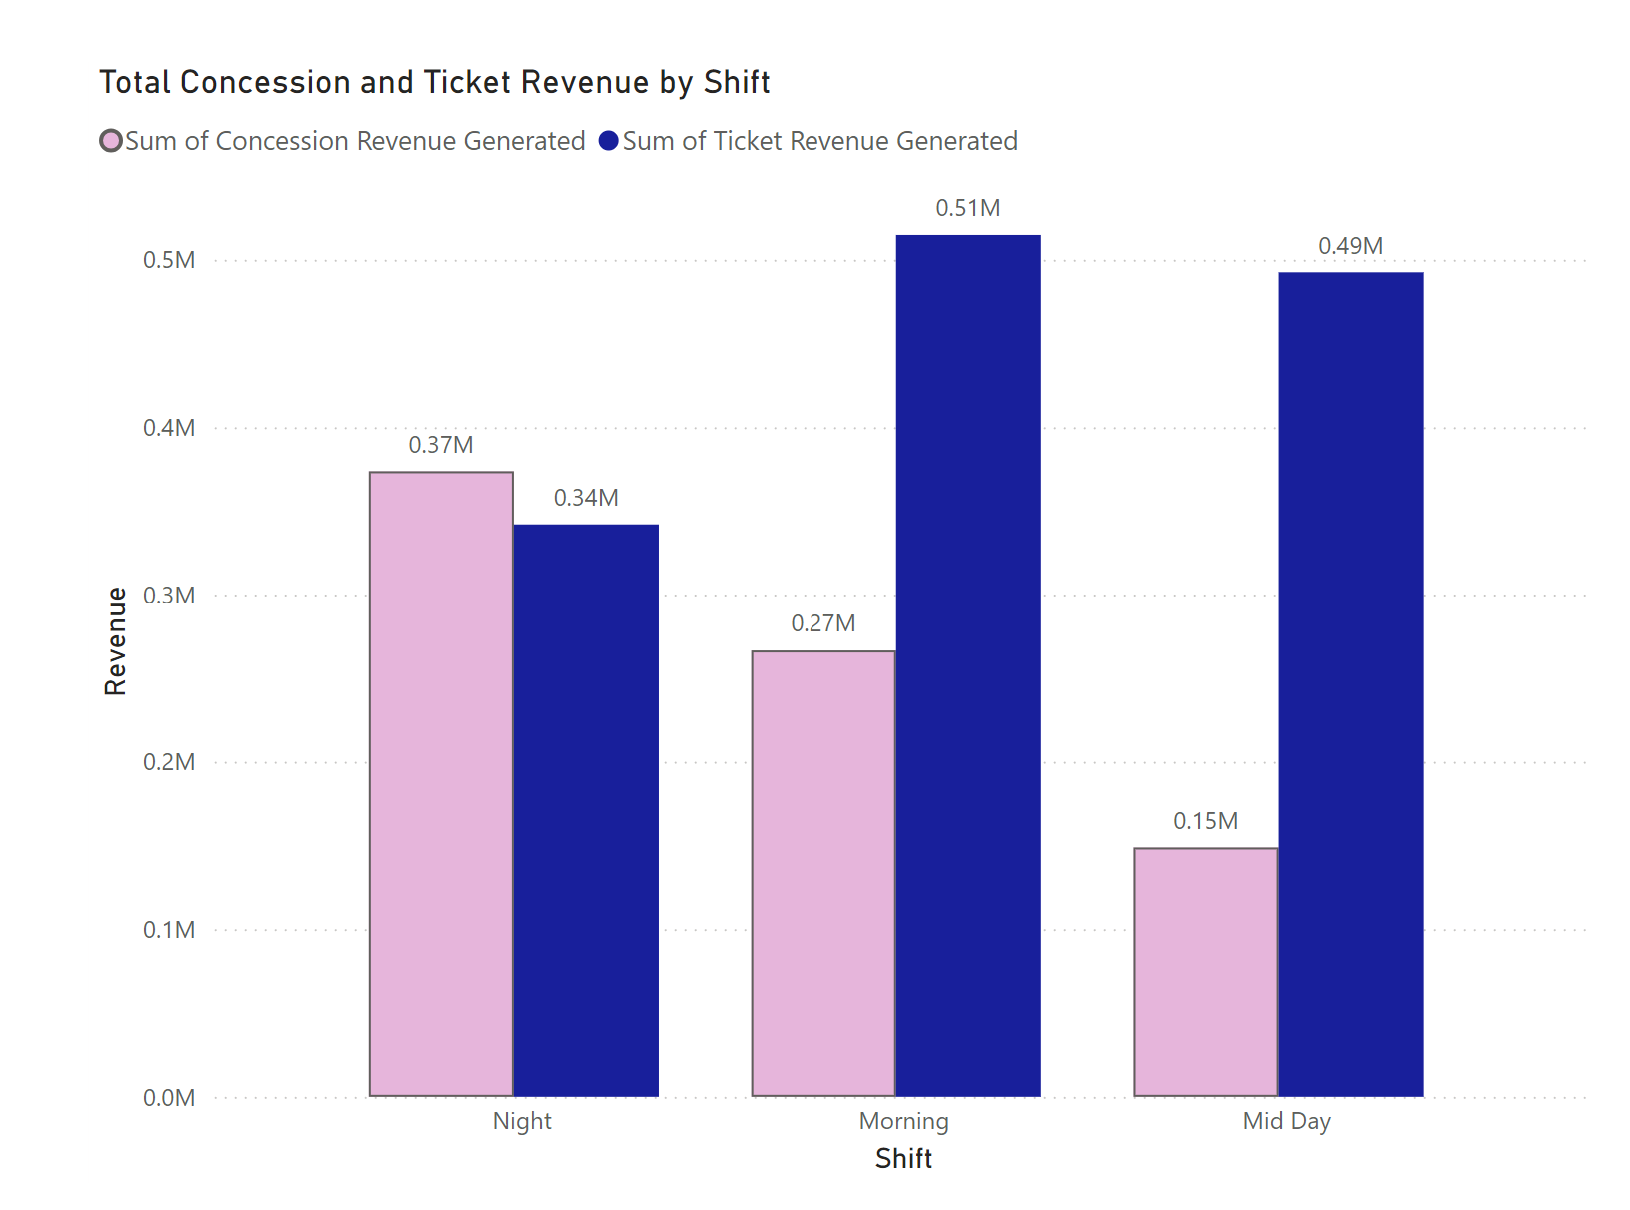 Total Concession and Ticket Revenue by Shift
Sum of Concession Revenue Generated Sum of Ticket Revenue Generated
0.51M
0.49M
0.5M
0.4M
0.37M
0.34M
0.3M
0.27M
Revenue
0.2M
0.15M
0.1M
0.0M
Night Morning Mid Day
Shift